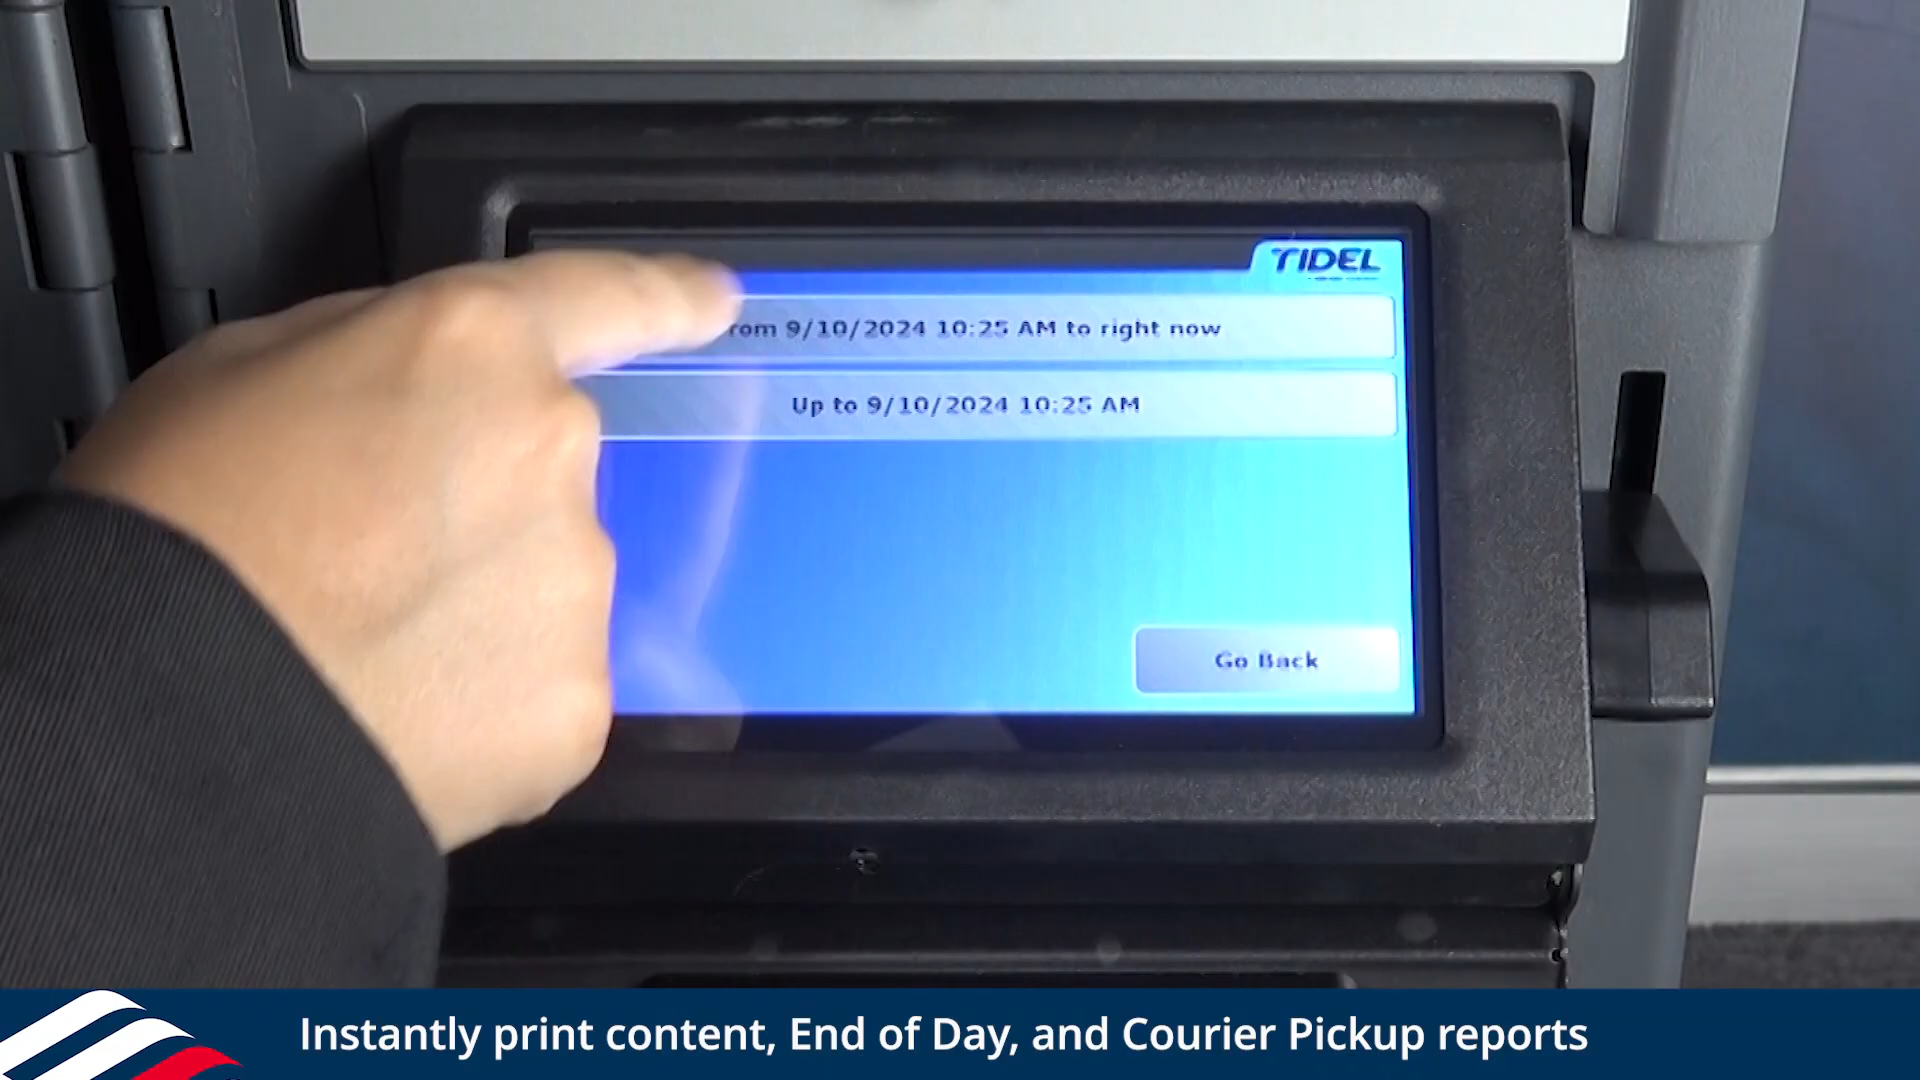 TIDEL
rom 9/10/2024 10:25 AM to right now
Up to 9/10/2024 10:25 AM
Go Back
Instantly print content, End of Day, and Courier Pickup reports